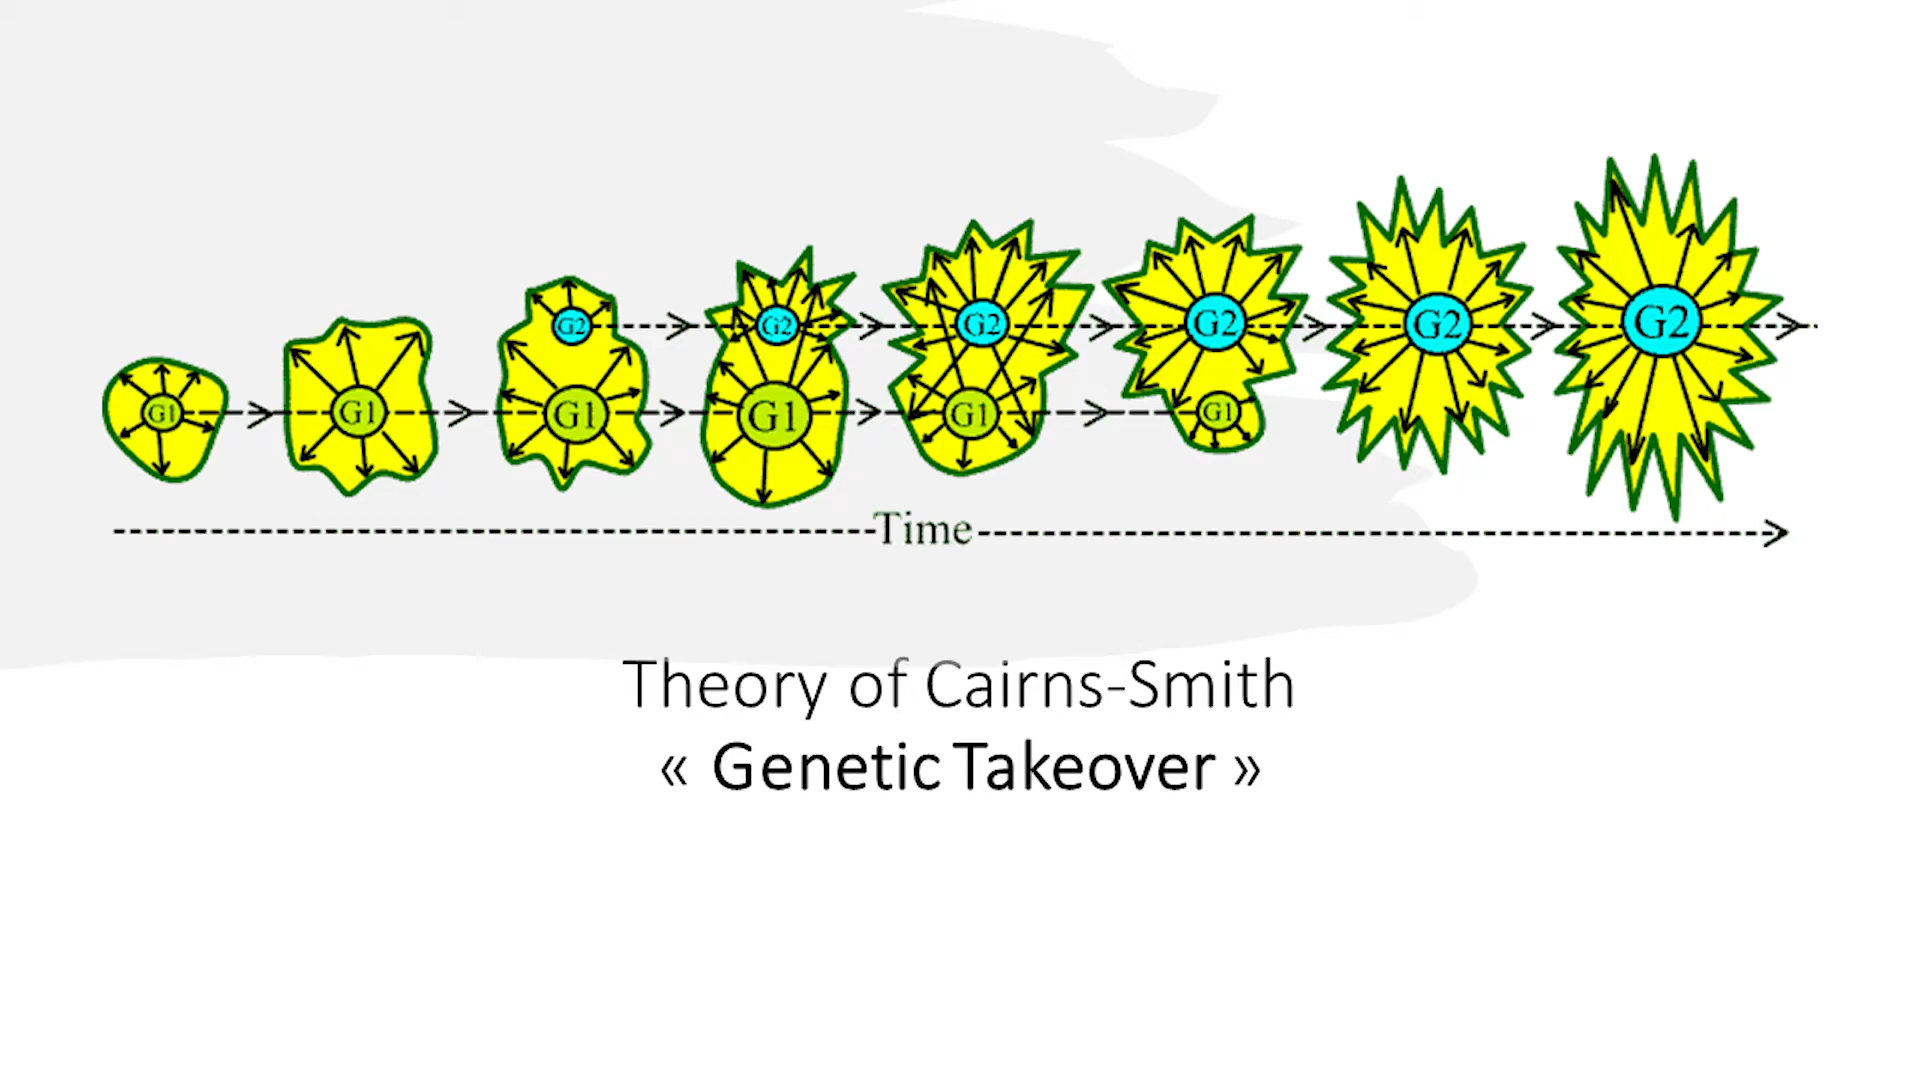 G2 G2 G2 G2 G2 G2
G1 G1 G1 G1 G1 G1
Time
Theory of Cairns-Smith
« Genetic Takeover »